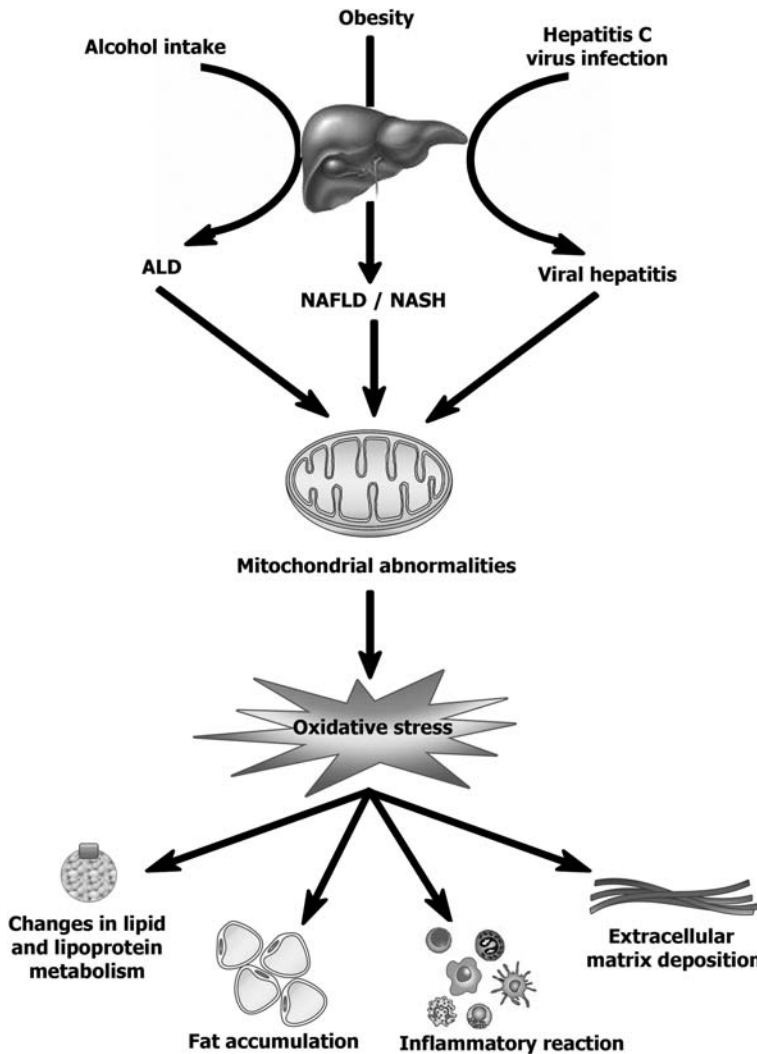 Obesity
Alcohol intake
Hepatitis C
virus infection
ALD
NAFLD / NASH
Viral hepatitis
Mitochondrial abnormalities
Oxidative stress
Changes in lipid
and lipoprotein
metabolism
Fat accumulation
Inflammatory reaction
Extracellular
matrix deposition